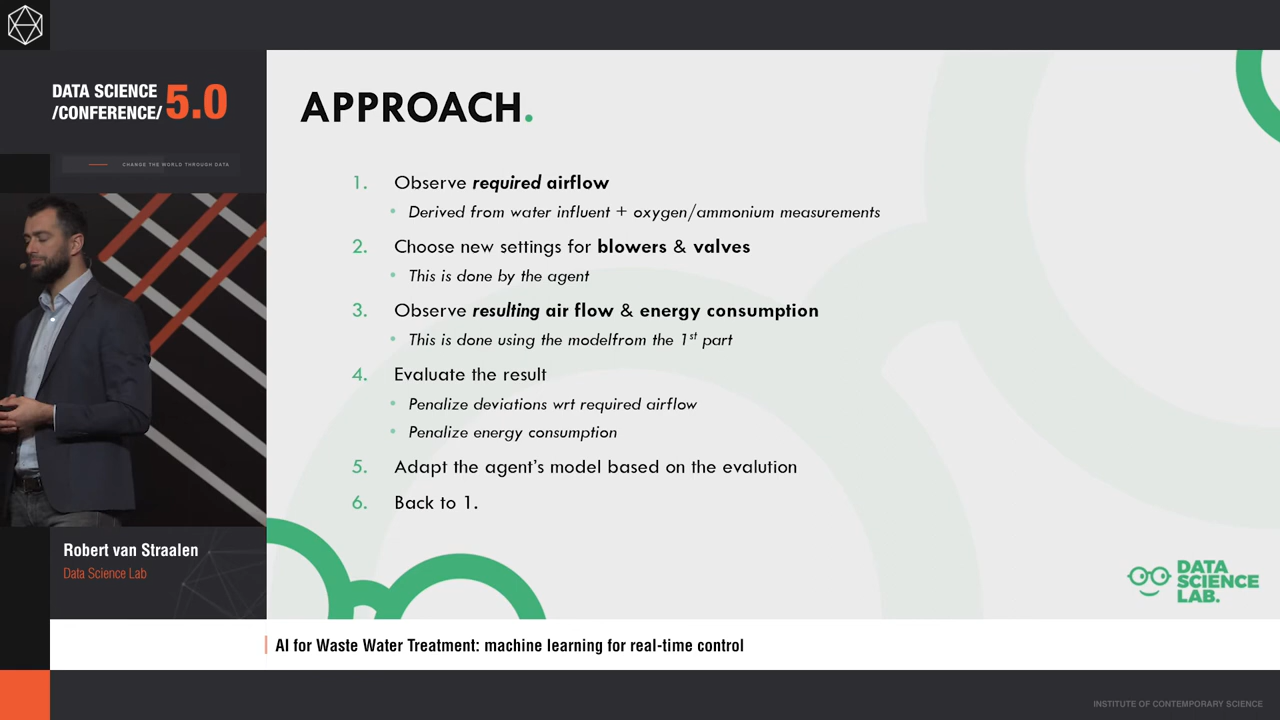 DATA SCIENCE
/CONFERENCE/ 5.0
CHANGE THE WORLD THROUGH DATA
APPROACH.
1. Observe required airflow
• Derived from water influent + oxygen/ammonium measurements
2. Choose new settings for blowers & valves
• This is done by the agent
3. Observe resulting air flow & energy consumption
• This is done using the modelfrom the 1st part
4. Evaluate the result
• Penalize deviations wrt required airflow
• Penalize energy consumption
5. Adapt the agent's model based on the evalution
6. Back to 1.
Robert van Straalen
Data Science Lab
DATA
SCIENCE
LAB.
AI for Waste Water Treatment: machine learning for real-time control
INSTITUTE OF CONTEMPORARY SCIENCE